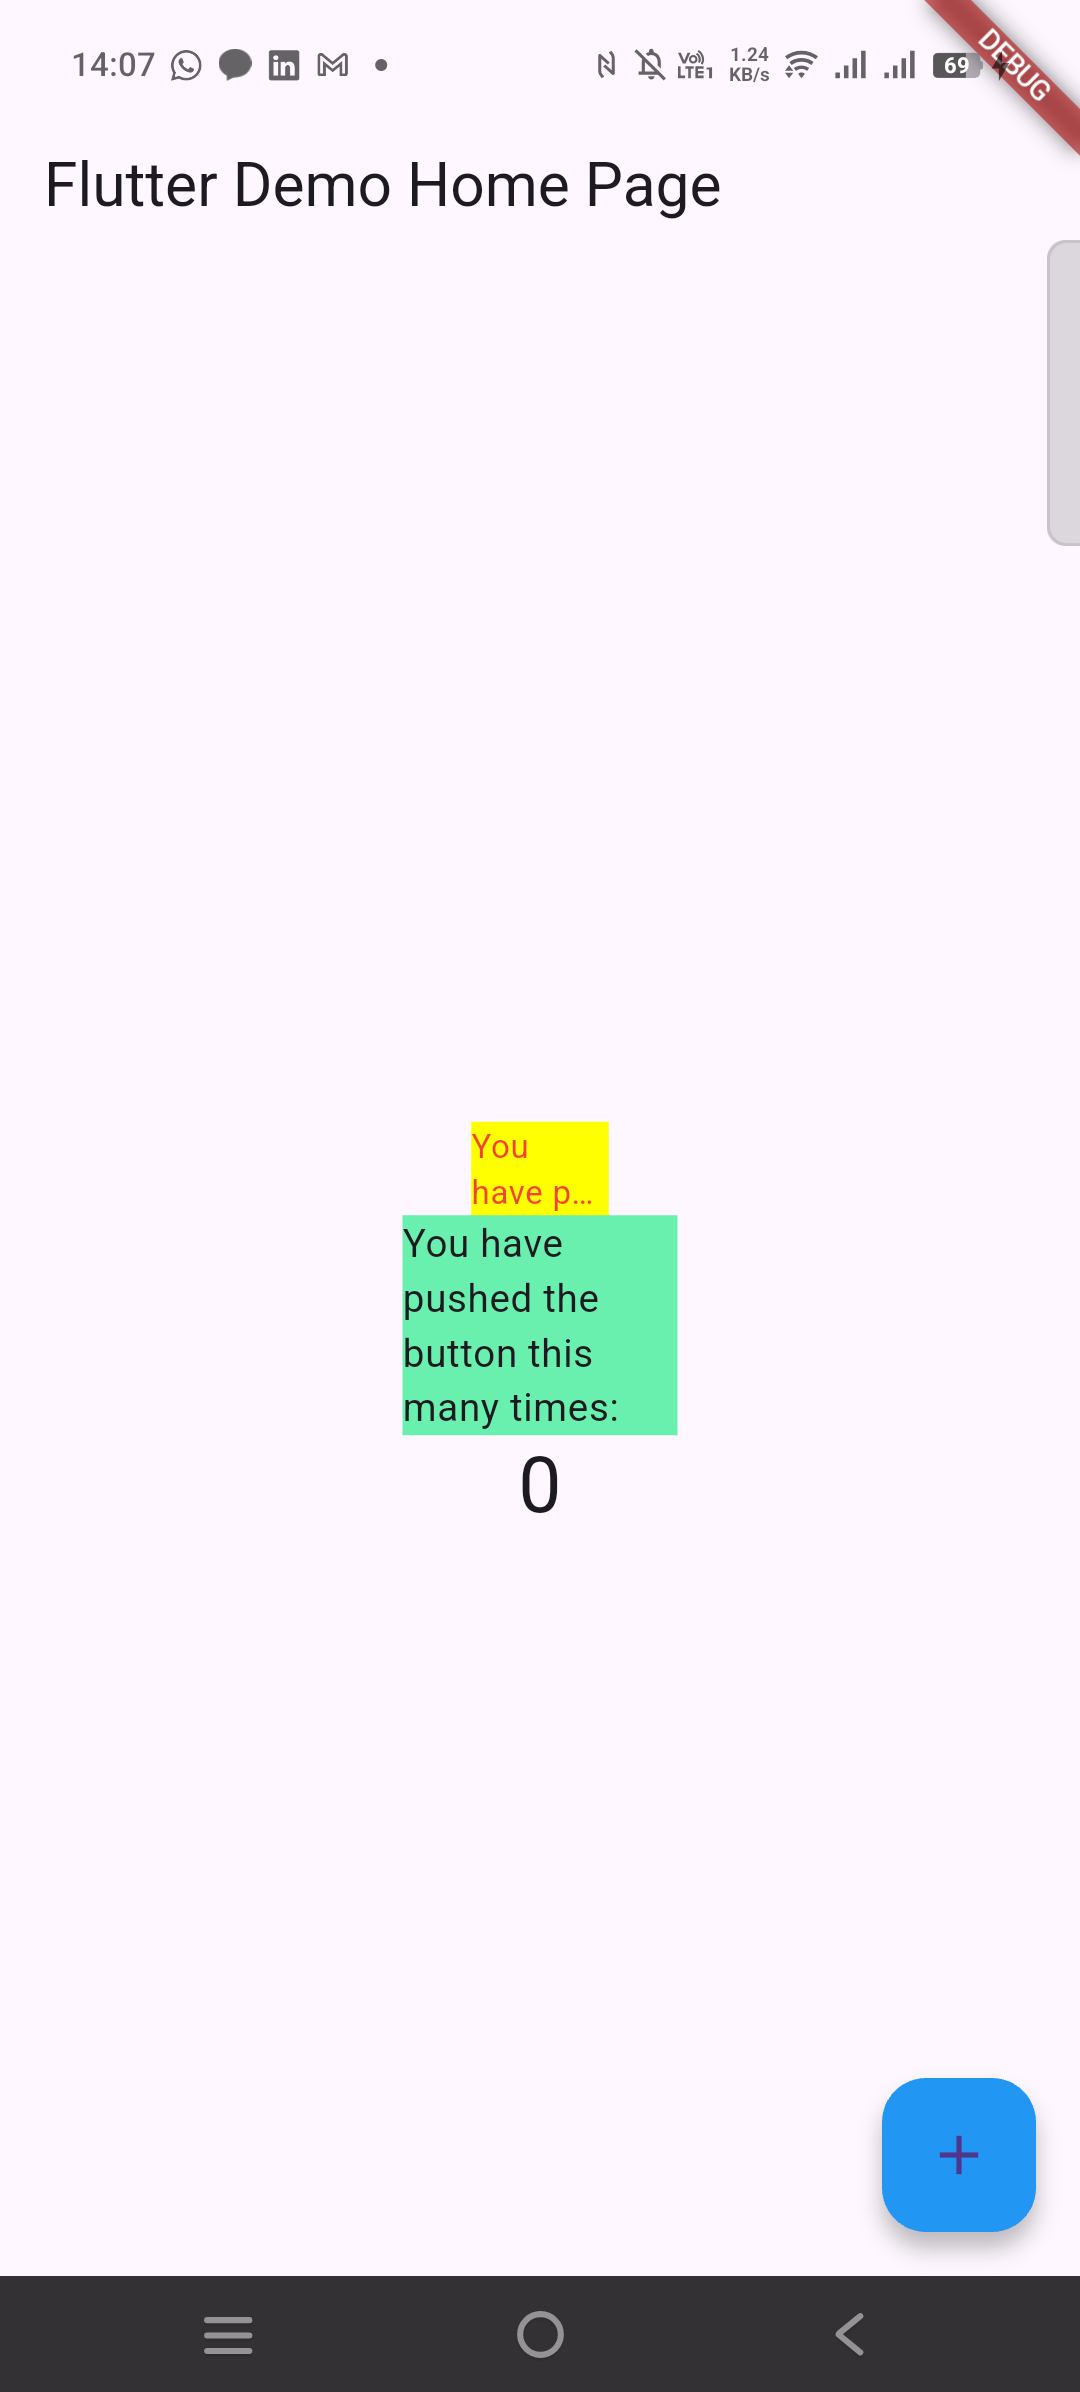 14:07
in
Vo))
LTE1
1.24
KB/s
69
DEBUG
Flutter Demo Home Page
You
have p...
You have
pushed the
button this
many times:
0